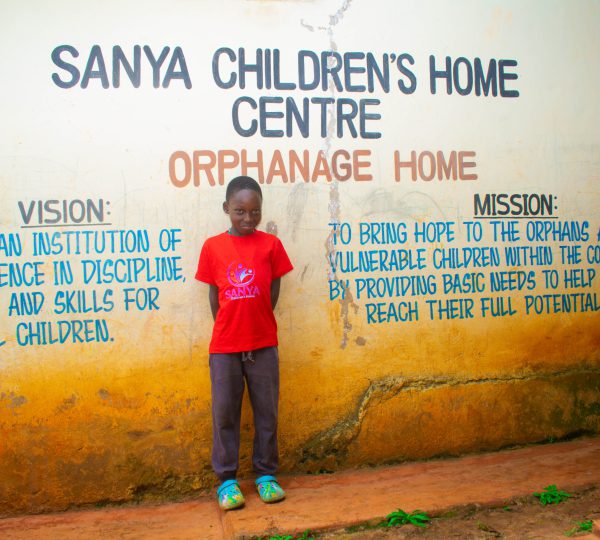 SANYA CHILDREN'S HOME
CENTRE
ORPHANAGE HOME
VISION:
AN INSTITUTION OF
ENCE IN DISCIPLINE,
AND SKILLS FOR
CHILDREN.
MISSION:
TO BRING HOPE TO THE ORPHANS
VULNERABLE CHILDREN WITHIN THE CO
BY PROVIDING BASIC NEEDS TO HELP
REACH THEIR FULL POTENTIAL
SANYA